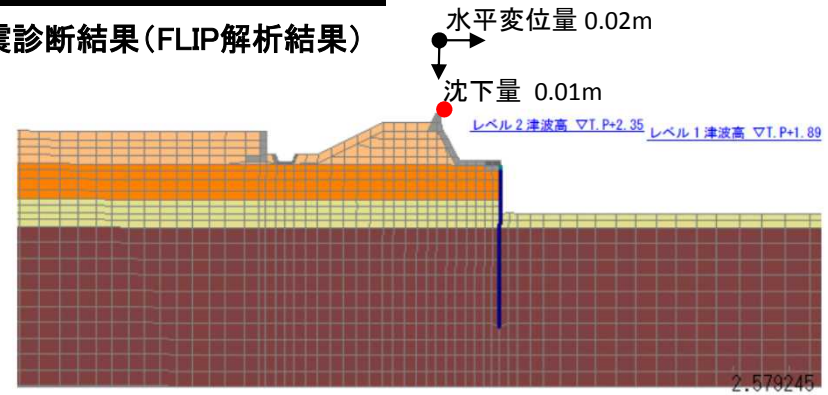 震診断結果（FLIP解析結果）
水平変位量 0.02m
沈下量 0.01m
レベル2津波高 ▽T.P+2.35
レベル1津波高 ▽T.P+1.89
2.579245